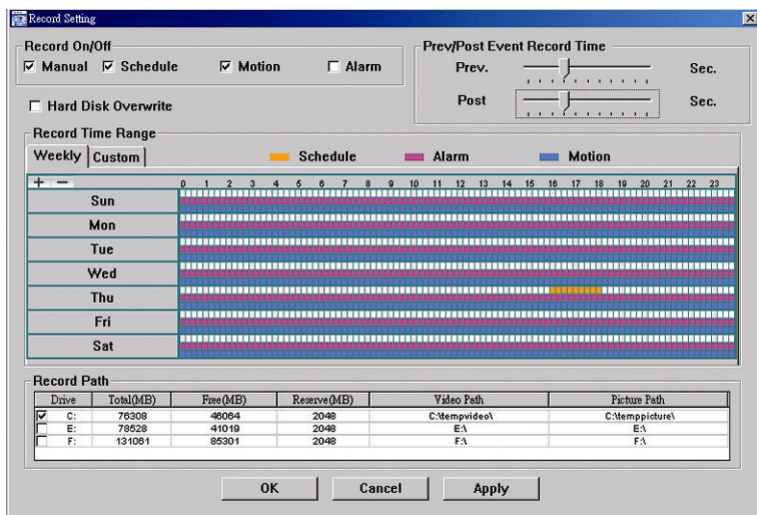 Record Setting
Record On/Off
Manual Schedule Motion Alarm
Prev/Post Event Record Time
Prev. Sec.
Post Sec.
Hard Disk Overwrite
Record Time Range
Weekly Custom Schedule Alarm Motion
+ - 0 1 2 3 4 5 6 7 8 9 10 11 12 13 14 15 16 17 18 19 20 21 22 23
Sun
Mon
Tue
Wed
Thu
Fri
Sat
Record Path
Drive Total(MB) Free(MB) Reserve(MB) Video Path Picture Path
C: 76308 46064 2048 C:\tempvideo\ C:\temppicture\
E: 78528 41019 2048 E:\ E:\
F: 131061 85301 2048 F:\ F:\
OK Cancel Apply